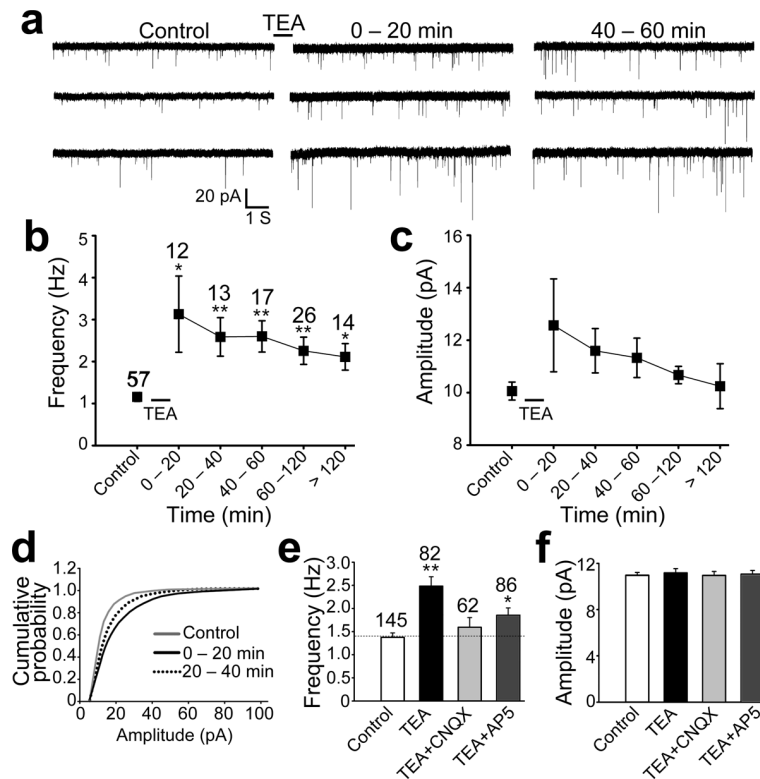 a
Control
TEA
0 – 20 min
40 – 60 min
20 pA
1 S
b
Frequency (Hz)
5
4
3
2
1
0
57
TEA
12
*
13
**
17
**
26
**
14
*
Control
0 – 20
20 – 40
40 – 60
60 –120
> 120
Time (min)
c
Amplitude (pA)
16
14
12
10
8
TEA
Control
0 – 20
20 – 40
40 – 60
60 –120
> 120
Time (min)
d
Cumulative
probability
1.2
1.0
0.8
0.6
0.4
0.2
0
Control
0 – 20 min
20 – 40 min
0
20
40
60
80
100
Amplitude (pA)
e
Frequency (Hz)
3.0
2.5
2.0
1.5
1.0
0.5
0
145
82
**
62
86
*
Control
TEA
TEA+CNQX
TEA+AP5
f
Amplitude (pA)
12
8
4
0
Control
TEA
TEA+CNQX
TEA+AP5